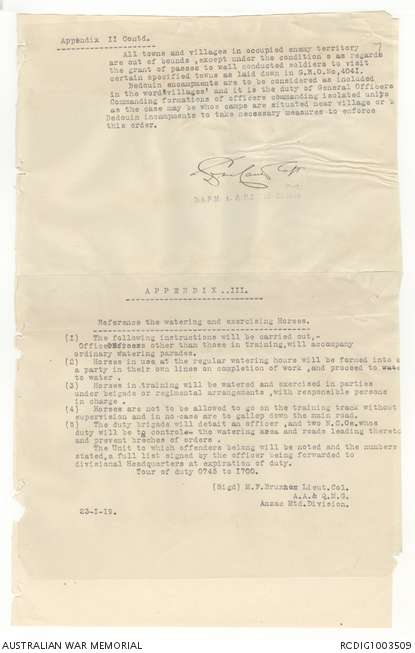 Appendix II Contd.
All towns and villages in occupied enemy territory
are out of bounds ,except under the condition s as regards
the grant of passes to well conducted soldiers to visit
certain specified towns as laid down in G.R.O.No,404I.
Bedouin encampments are to be considered as included
in the word"villages' and it is the duty of General Officers
Commanding formations of officers commanding isolated units
as the case may be whos camps are situated near village or b
Bedouin incampments to take necessary measures to enforce
this order.
Capt
APPENDIX..III.
Reference the watering and exercising Horses.
(I) The following instructions will be carried out,-
Office Horses other than these in training,will accompany
ordinary watering parades.
(2) Horses in use at the regular watering hours will be formed into a
a party in their own lines on completion of work ,and proceed to wate
to water .
(3) Horses in training will be watered and exercised in parties
under beigade or regimental arrangements ,with responsible persons
in charge .
(4) Horses are not to be allowed to go on the training track without
supervision and in no case are to gallop down the main road.
(5) The duty brigade will detail an officer ,and two N.C.Os.whos
duty will be to control- the watering area and roads leading thereto
and prevent breches of orders .
The Unit to which offenders belong will be noted and the numbers
stated,a full list signed by the officer being forwarded to
divisional Headquarters at expiration of duty.
Tour of duty 0745 to I700.
(Sigd) M.F.Bruxner Lieut.Col.
A.A.& Q.M.G.
Anzac Mtd.Division.
23-I-I9.
AUSTRALIAN WAR MEMORIAL
RCDIG1003509